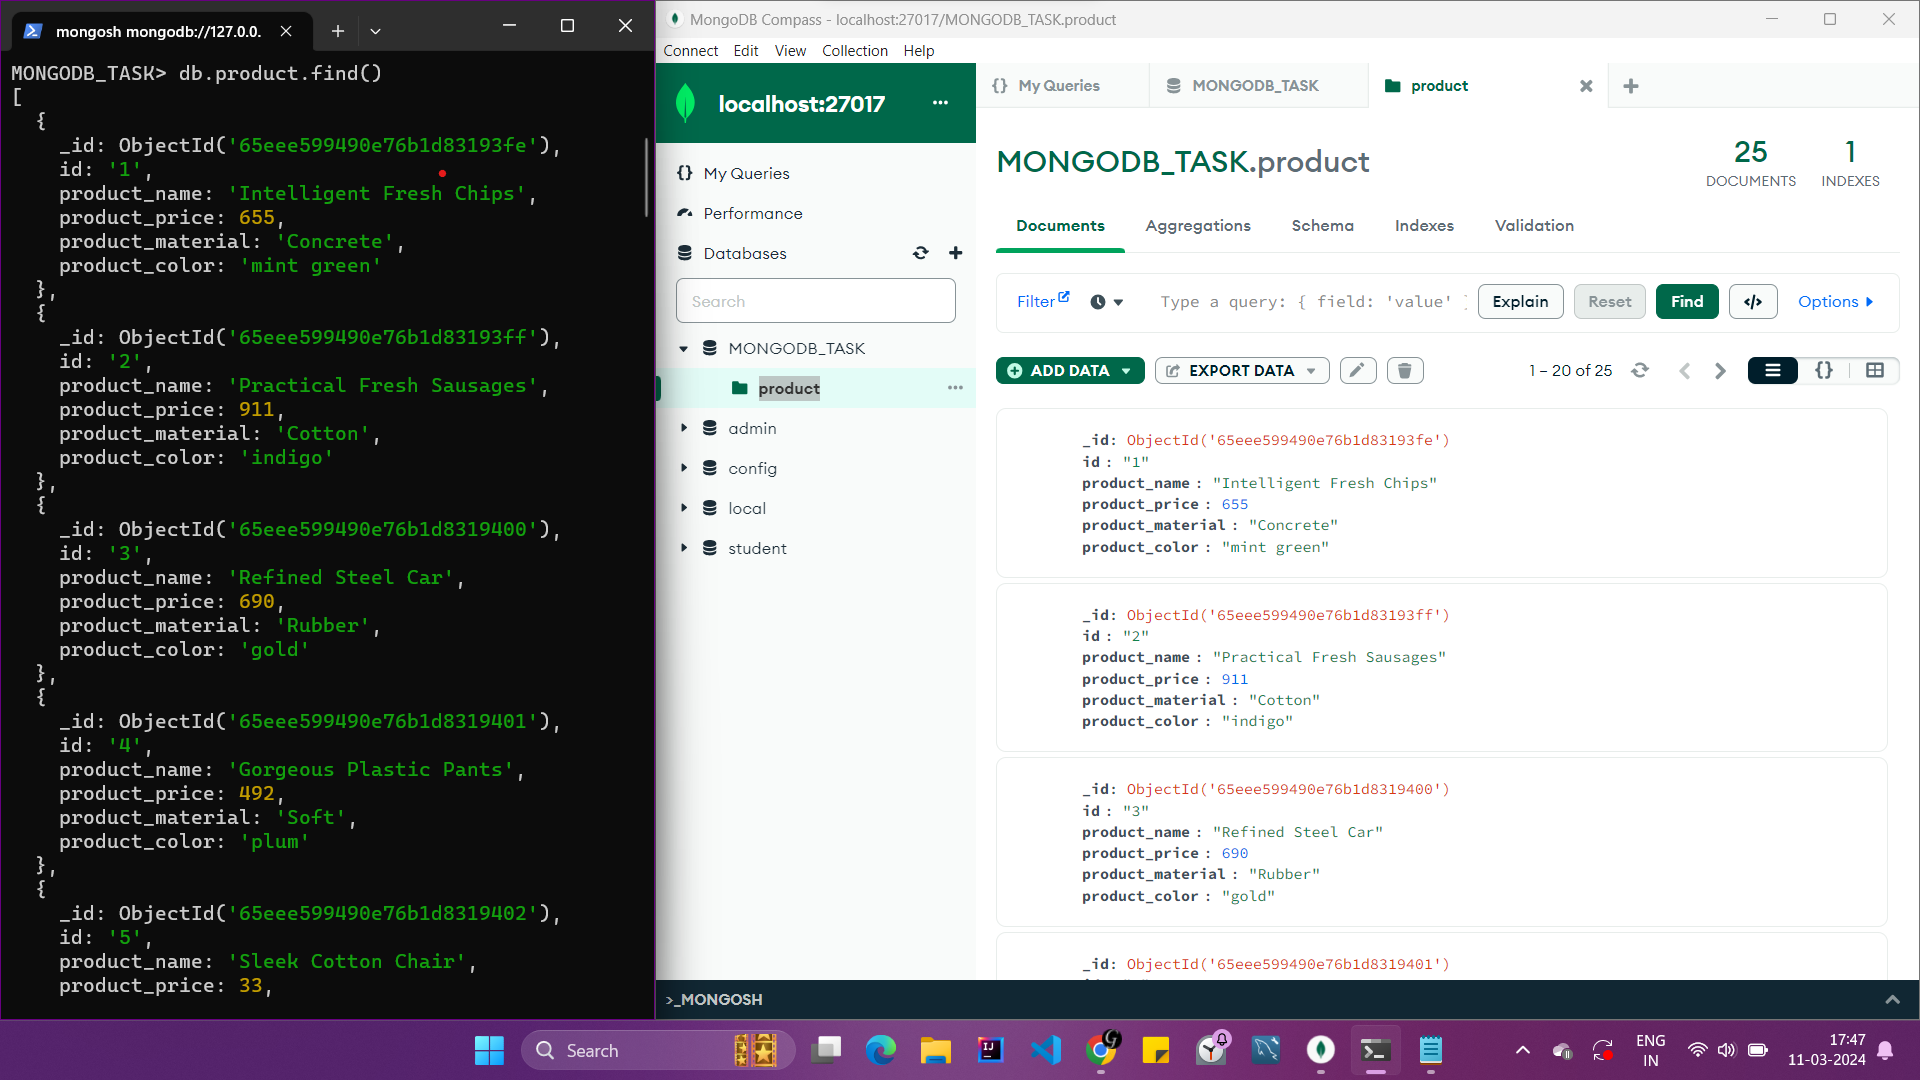 mongosh mongodb://127.0.0.
MONGODB_TASK> db.product.find()
[
{
_id: ObjectId('65eee599490e76b1d83193fe'),
id: '1',
product_name: 'Intelligent Fresh Chips',
product_price: 655,
product_material: 'Concrete',
product_color: 'mint green'
},
{
_id: ObjectId('65eee599490e76b1d83193ff'),
id: '2',
product_name: 'Practical Fresh Sausages',
product_price: 911,
product_material: 'Cotton',
product_color: 'indigo'
},
{
_id: ObjectId('65eee599490e76b1d8319400'),
id: '3',
product_name: 'Refined Steel Car',
product_price: 690,
product_material: 'Rubber',
product_color: 'gold'
},
{
_id: ObjectId('65eee599490e76b1d8319401'),
id: '4',
product_name: 'Gorgeous Plastic Pants',
product_price: 492,
product_material: 'Soft',
product_color: 'plum'
},
{
_id: ObjectId('65eee599490e76b1d8319402'),
id: '5',
product_name: 'Sleek Cotton Chair',
product_price: 33,
MongoDB Compass - localhost:27017/MONGODB_TASK.product
Connect Edit View Collection Help
localhost:27017 ...
{} My Queries
Performance
Databases
Search
MONGODB_TASK
product ...
admin
config
local
student
{} My Queries MONGODB_TASK product
MONGODB_TASK.product
25 1
DOCUMENTS INDEXES
Documents Aggregations Schema Indexes Validation
Filter Type a query: { field: 'value' Explain Reset Find </> Options
ADD DATA EXPORT DATA 1 – 20 of 25 {}
_id: ObjectId('65eee599490e76b1d83193fe')
id : "1"
product_name : "Intelligent Fresh Chips"
product_price : 655
product_material : "Concrete"
product_color : "mint green"
_id: ObjectId('65eee599490e76b1d83193ff')
id : "2"
product_name : "Practical Fresh Sausages"
product_price : 911
product_material : "Cotton"
product_color : "indigo"
_id: ObjectId('65eee599490e76b1d8319400')
id : "3"
product_name : "Refined Steel Car"
product_price : 690
product_material : "Rubber"
product_color : "gold"
_id: ObjectId('65eee599490e76b1d8319401')
>_MONGOSH
Search
ENG
IN
17:47
11-03-2024